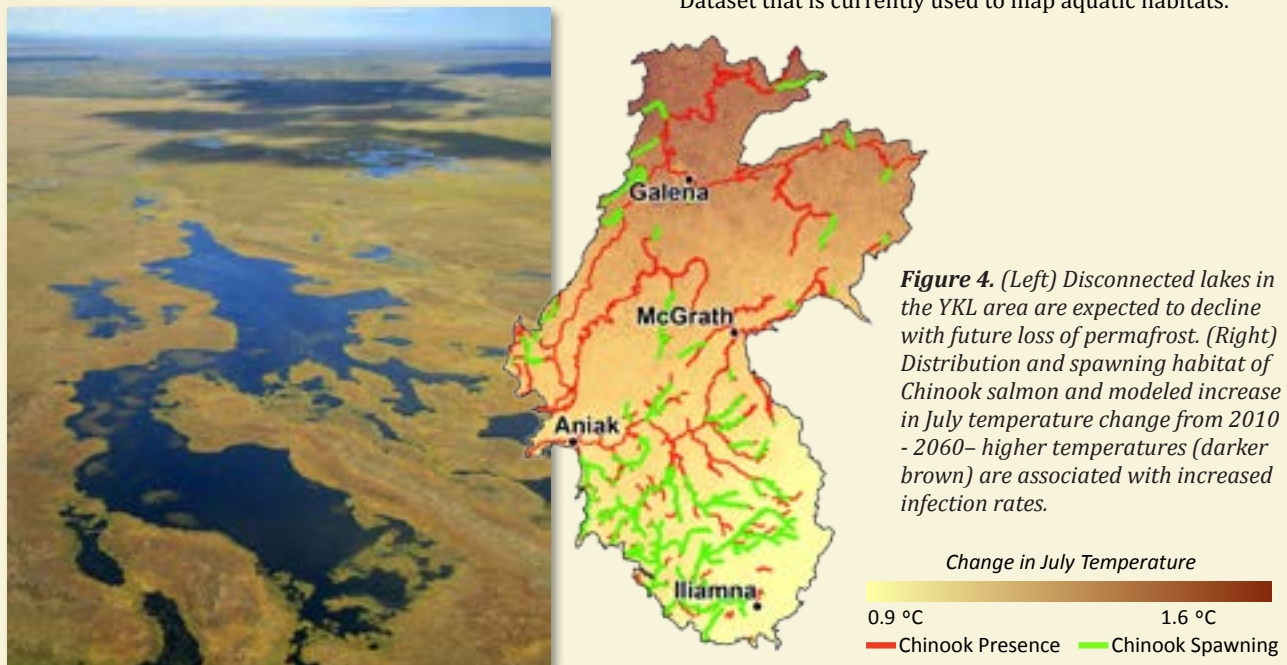 Dataset that is currently used to map aquatic habitats.
Galena
McGrath
Aniak
Iliamna
Figure 4. (Left) Disconnected lakes in
the YKL area are expected to decline
with future loss of permafrost. (Right)
Distribution and spawning habitat of
Chinook salmon and modeled increase
in July temperature change from 2010
- 2060– higher temperatures (darker
brown) are associated with increased
infection rates.
Change in July Temperature
0.9 °C 1.6 °C
Chinook Presence Chinook Spawning